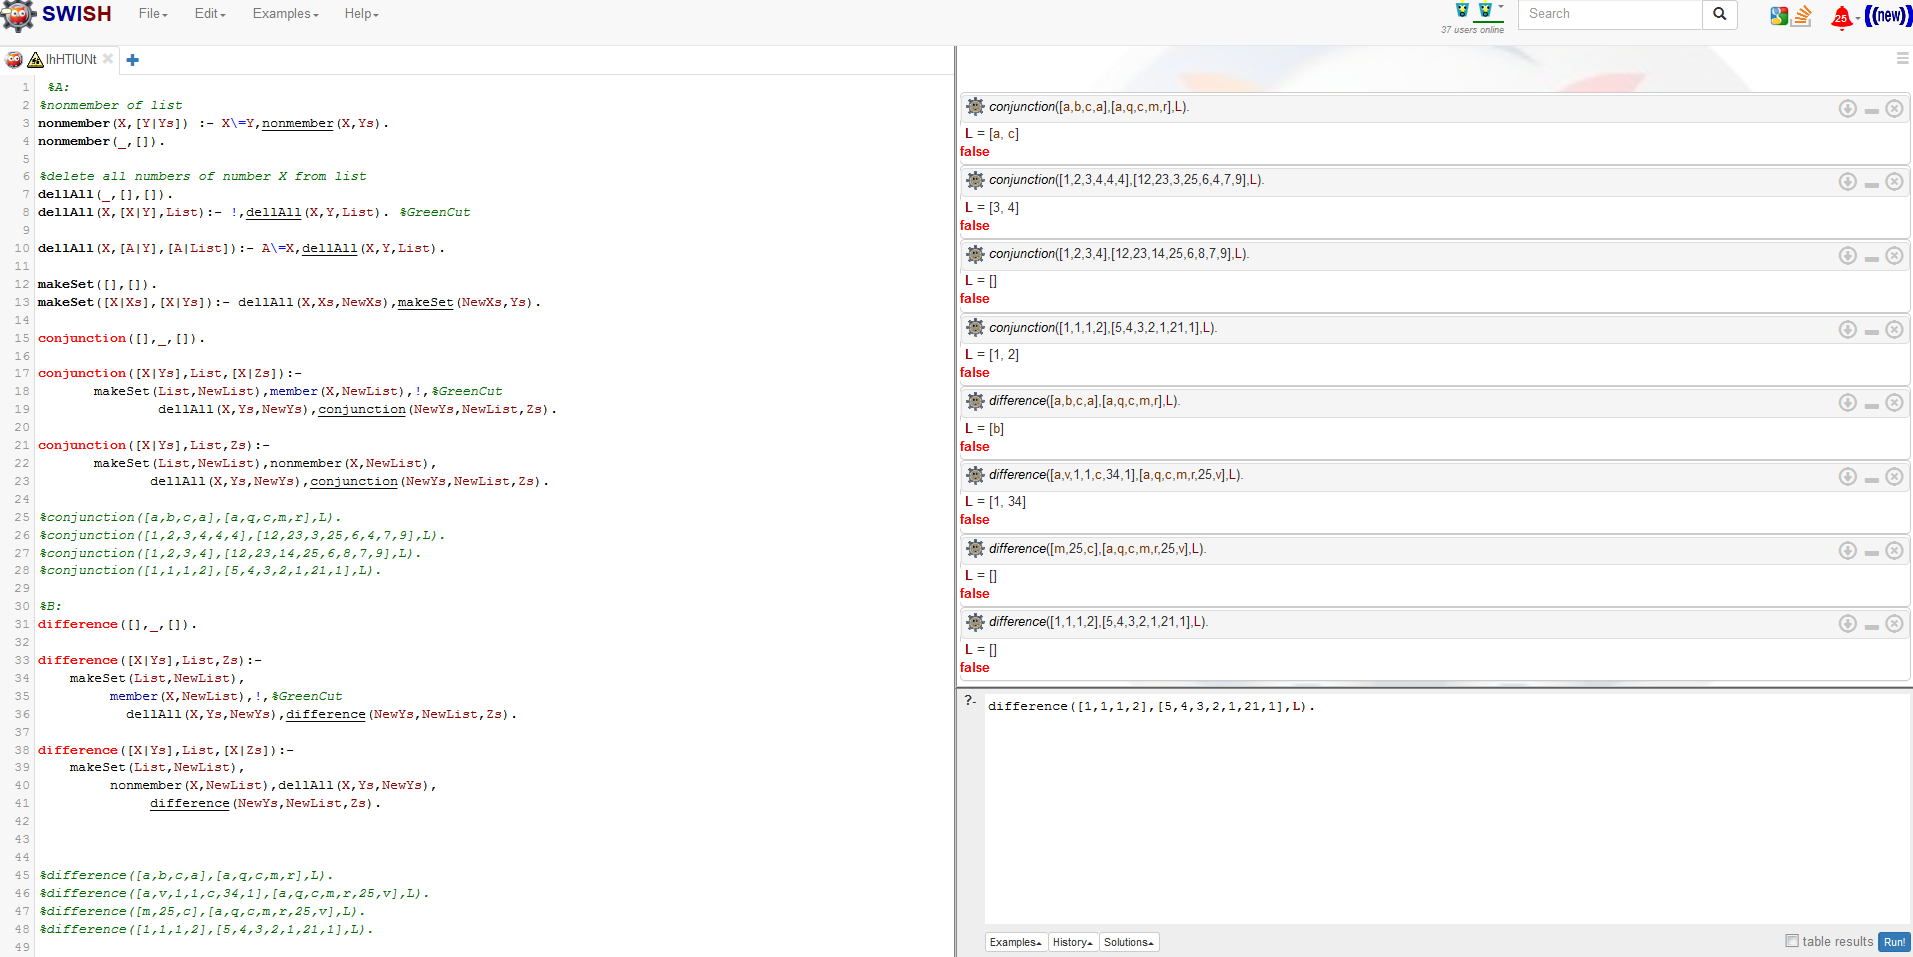 SWISH File Edit Examples Help
37 users online
Search
25
((new))
lhHTIUNt
1 %A:
2 %nonmember of list
3 nonmember(X,[Y|Ys]) :- X\=Y,nonmember(X,Ys).
4 nonmember(_,[]).
5
6 %delete all numbers of number X from list
7 dellAll(_,[],[]).
8 dellAll(X,[X|Y],List):- !,dellAll(X,Y,List). %GreenCut
9
10 dellAll(X,[A|Y],[A|List]):- A\=X,dellAll(X,Y,List).
11
12 makeSet([],[]).
13 makeSet([X|Xs],[X|Ys]):- dellAll(X,Xs,NewXs),makeSet(NewXs,Ys).
14
15 conjunction([],_,[]).
16
17 conjunction([X|Ys],List,[X|Zs]):-
18 makeSet(List,NewList),member(X,NewList),!,%GreenCut
19 dellAll(X,Ys,NewYs),conjunction(NewYs,NewList,Zs).
20
21 conjunction([X|Ys],List,Zs):-
22 makeSet(List,NewList),nonmember(X,NewList),
23 dellAll(X,Ys,NewYs),conjunction(NewYs,NewList,Zs).
24
25 %conjunction([a,b,c,a],[a,q,c,m,r],L).
26 %conjunction([1,2,3,4,4,4],[12,23,3,25,6,4,7,9],L).
27 %conjunction([1,2,3,4],[12,23,14,25,6,8,7,9],L).
28 %conjunction([1,1,1,2],[5,4,3,2,1,21,1],L).
29
30 %B:
31 difference([],_,[]).
32
33 difference([X|Ys],List,Zs):-
34 makeSet(List,NewList),
35 member(X,NewList),!,%GreenCut
36 dellAll(X,Ys,NewYs),difference(NewYs,NewList,Zs).
37
38 difference([X|Ys],List,[X|Zs]):-
39 makeSet(List,NewList),
40 nonmember(X,NewList),dellAll(X,Ys,NewYs),
41 difference(NewYs,NewList,Zs).
42
43
44
45 %difference([a,b,c,a],[a,q,c,m,r],L).
46 %difference([a,v,1,1,c,34,1],[a,q,c,m,r,25,v],L).
47 %difference([m,25,c],[a,q,c,m,r,25,v],L).
48 %difference([1,1,1,2],[5,4,3,2,1,21,1],L).
49
conjunction([a,b,c,a],[a,q,c,m,r],L).
L = [a, c]
false
conjunction([1,2,3,4,4,4],[12,23,3,25,6,4,7,9],L).
L = [3, 4]
false
conjunction([1,2,3,4],[12,23,14,25,6,8,7,9],L).
L = []
false
conjunction([1,1,1,2],[5,4,3,2,1,21,1],L).
L = [1, 2]
false
difference([a,b,c,a],[a,q,c,m,r],L).
L = [b]
false
difference([a,v,1,1,c,34,1],[a,q,c,m,r,25,v],L).
L = [1, 34]
false
difference([m,25,c],[a,q,c,m,r,25,v],L).
L = []
false
difference([1,1,1,2],[5,4,3,2,1,21,1],L).
L = []
false
?- difference([1,1,1,2],[5,4,3,2,1,21,1],L).
Examples History Solutions table results Run!